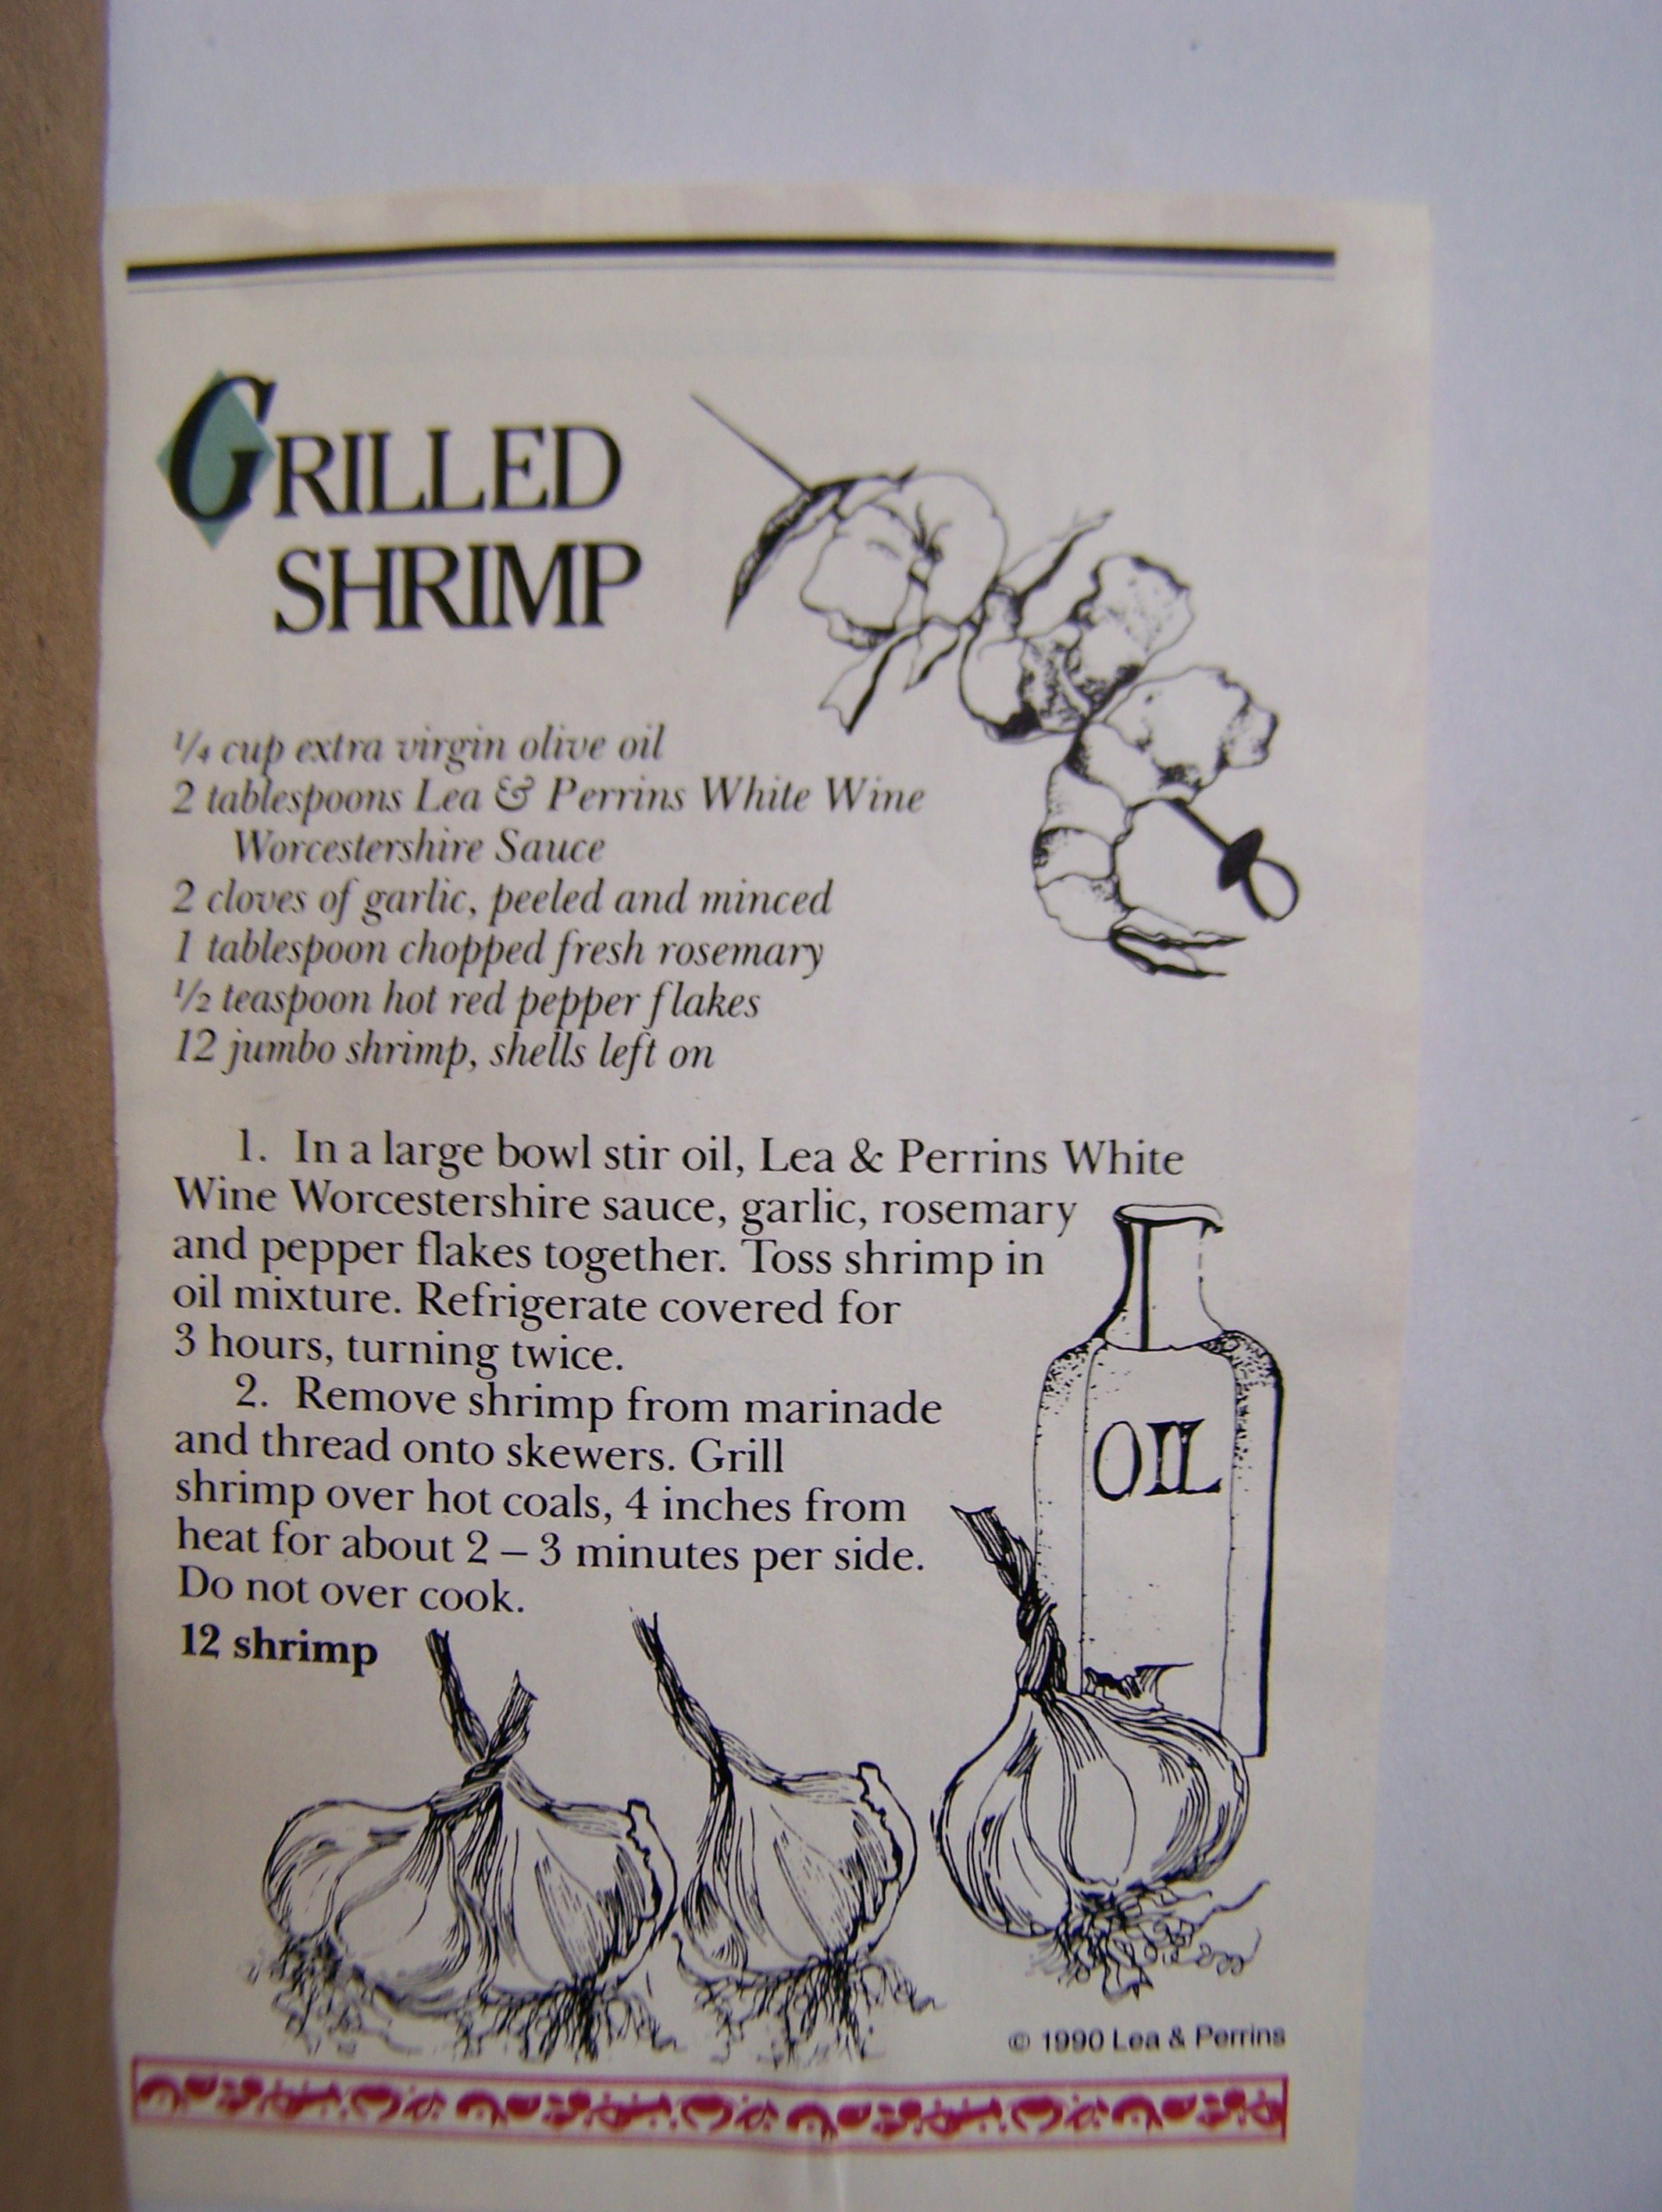 GRILLED
SHRIMP
1/4 cup extra virgin olive oil
2 tablespoons Lea & Perrins White Wine
Worcestershire Sauce
2 cloves of garlic, peeled and minced
1 tablespoon chopped fresh rosemary
1/2 teaspoon hot red pepper flakes
12 jumbo shrimp, shells left on
1. In a large bowl stir oil, Lea & Perrins White
Wine Worcestershire sauce, garlic, rosemary
and pepper flakes together. Toss shrimp in
oil mixture. Refrigerate covered for
3 hours, turning twice.
2. Remove shrimp from marinade
and thread onto skewers. Grill
shrimp over hot coals, 4 inches from
heat for about 2 – 3 minutes per side.
Do not over cook.
12 shrimp
OIL
© 1990 Lea & Perrins